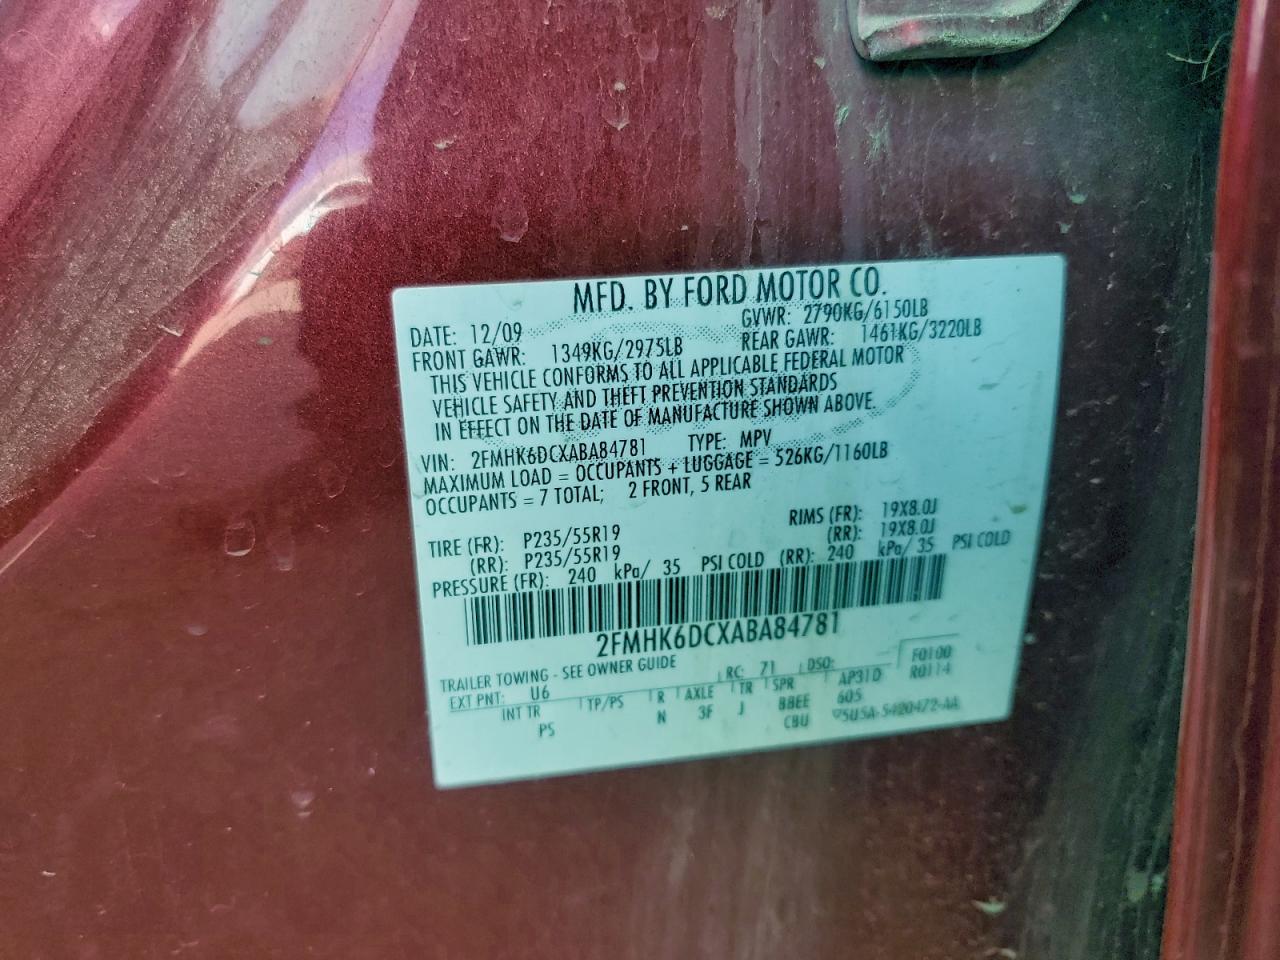 MFD. BY FORD MOTOR CO.
DATE: 12/09 GVWR: 2790KG/6150LB
FRONT GAWR: 1349KG/2975LB REAR GAWR: 1461KG/3220LB
THIS VEHICLE CONFORMS TO ALL APPLICABLE FEDERAL MOTOR
VEHICLE SAFETY AND THEFT PREVENTION STANDARDS
IN EFFECT ON THE DATE OF MANUFACTURE SHOWN ABOVE.
VIN: 2FMHK6DCXABA84781 TYPE: MPV
MAXIMUM LOAD = OCCUPANTS + LUGGAGE = 526KG/1160LB
OCCUPANTS = 7 TOTAL; 2 FRONT, 5 REAR
TIRE (FR): P235/55R19 RIMS (FR): 19X8.0J
(RR): P235/55R19 (RR): 19X8.0J
PRESSURE (FR): 240 kPa/ 35 PSI COLD (RR): 240 kPa/ 35 PSI COLD
2FMHK6DCXABA84781
TRAILER TOWING - SEE OWNER GUIDE
EXT PNT: U6 RC: 71 DSO: F0100
R0114
INT TR TP/PS R AXLE TR SPR AP31D
PS N 3F J BBEE 605
CBU